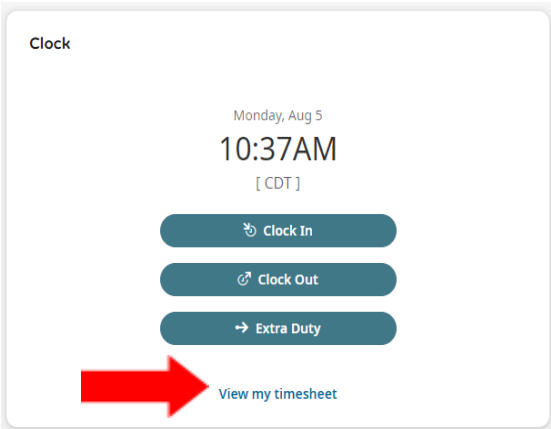 Clock
Monday, Aug 5
10:37AM
[ CDT ]
Clock In
Clock Out
Extra Duty
View my timesheet